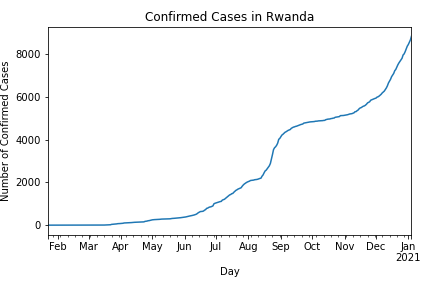 Confirmed Cases in Rwanda
Number of Confirmed Cases
8000
6000
4000
2000
0
Feb Mar Apr May Jun Jul Aug Sep Oct Nov Dec Jan
2021
Day